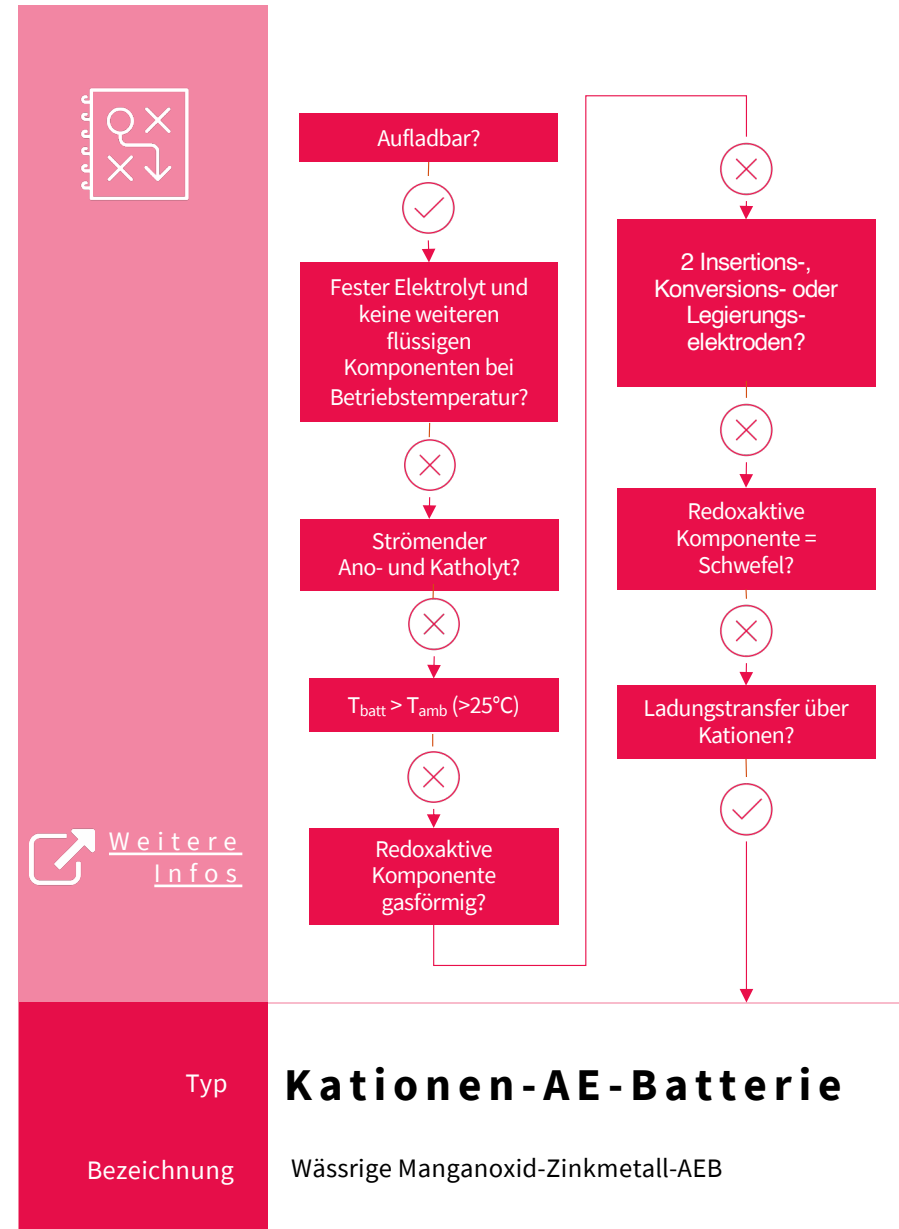 Aufladbar?
Fester Elektrolyt und
keine weiteren
flüssigen
Komponenten bei
Betriebstemperatur?
Strömender
Ano- und Katholyt?
T_batt > T_amb (>25°C)
Redoxaktive
Komponente
gasförmig?
2 Insertions-,
Konversions- oder
Legierungs-
elektroden?
Redoxaktive
Komponente =
Schwefel?
Ladungstransfer über
Kationen?
Weitere
Infos
Typ
Kationen-AE-Batterie
Bezeichnung
Wässrige Manganoxid-Zinkmetall-AEB